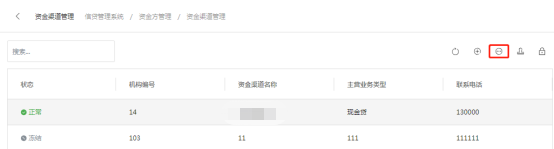 资金渠道管理 信贷管理系统 / 资金方管理 / 资金渠道管理
搜索...
状态 机构编号 资金渠道名称 主营业务类型 联系电话
正常 14 现金贷 130000
冻结 103 11 111 111111